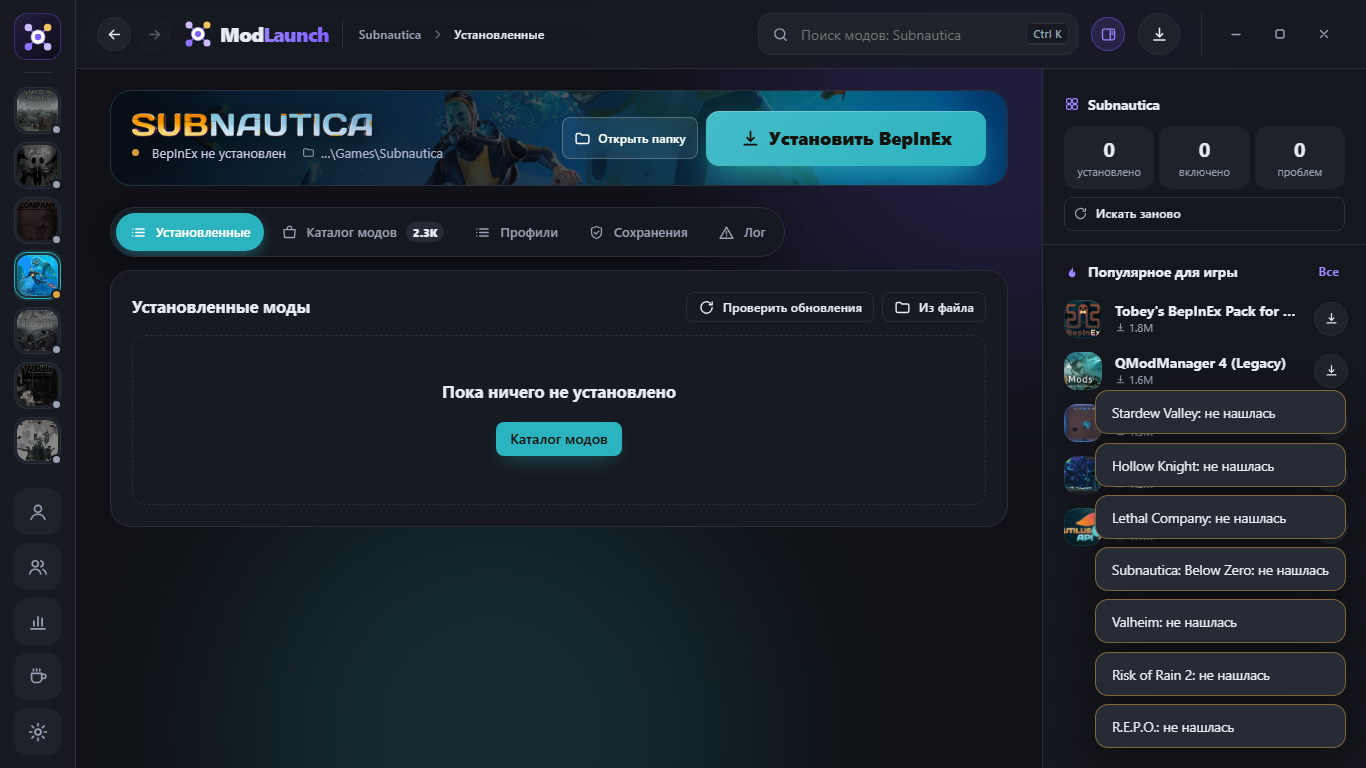 ModLaunch
Subnautica
Установленные
Поиск модов: Subnautica
Ctrl K
SUBNAUTICA
BepInEx не установлен
...\Games\Subnautica
Открыть папку
Установить BepInEx
Установленные
Каталог модов
2.3K
Профили
Сохранения
Лог
Установленные моды
Проверить обновления
Из файла
Пока ничего не установлено
Каталог модов
Subnautica
0
установлено
0
включено
0
проблем
Искать заново
Популярное для игры
Все
Tobey's BepInEx Pack for ...
1.8M
BepInEx
QModManager 4 (Legacy)
1.6M
Mods
Stardew Valley: не нашлась
Hollow Knight: не нашлась
Lethal Company: не нашлась
API
Subnautica: Below Zero: не нашлась
Valheim: не нашлась
Risk of Rain 2: не нашлась
R.E.P.O.: не нашлась